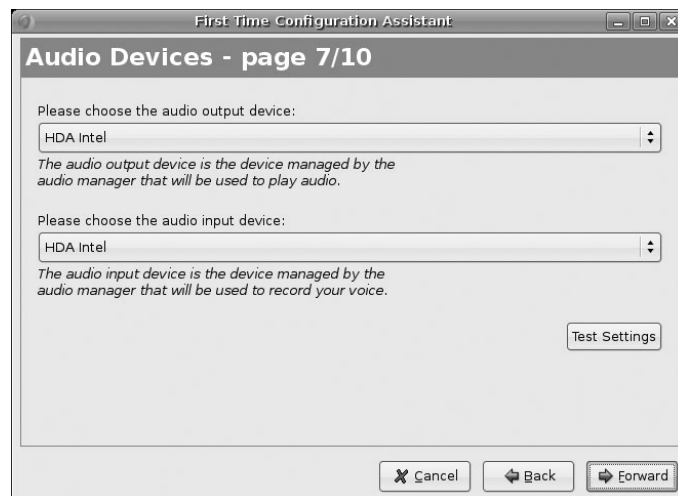 First Time Configuration Assistant
Audio Devices - page 7/10
Please choose the audio output device:
HDA Intel
The audio output device is the device managed by the
audio manager that will be used to play audio.
Please choose the audio input device:
HDA Intel
The audio input device is the device managed by the
audio manager that will be used to record your voice.
Test Settings
Cancel
Back
Forward